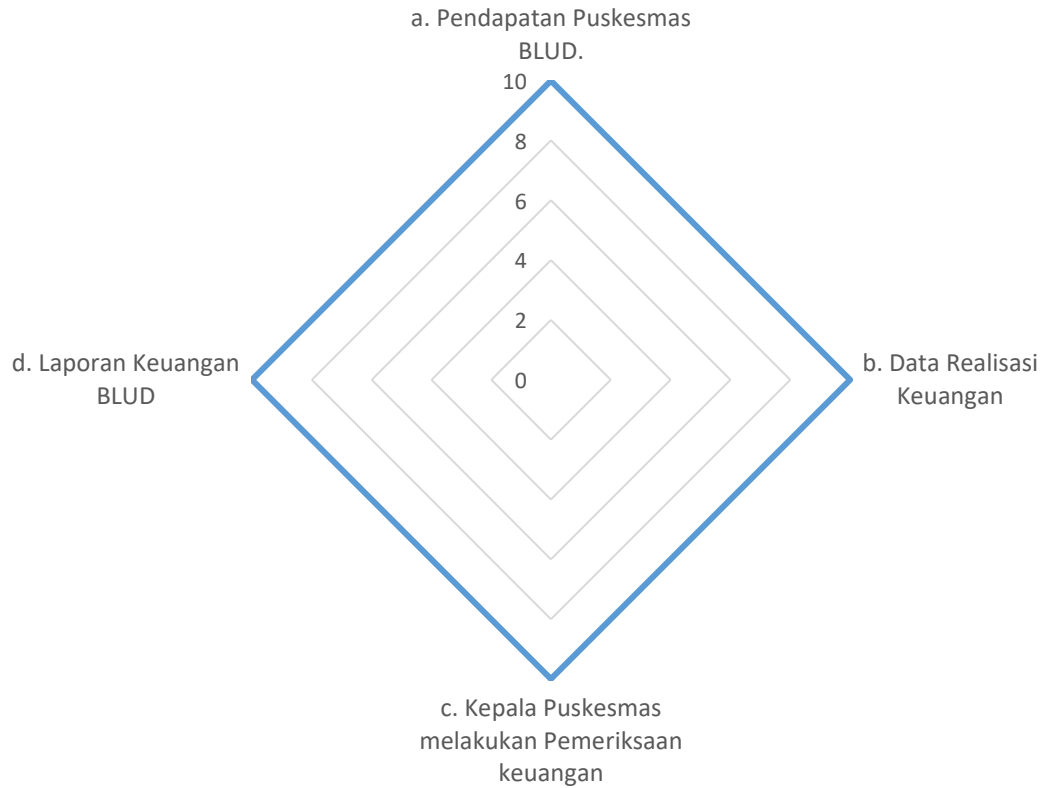 a. Pendapatan Puskesmas
BLUD.
10
8
6
4
2
0
d. Laporan Keuangan
BLUD
b. Data Realisasi
Keuangan
c. Kepala Puskesmas
melakukan Pemeriksaan
keuangan